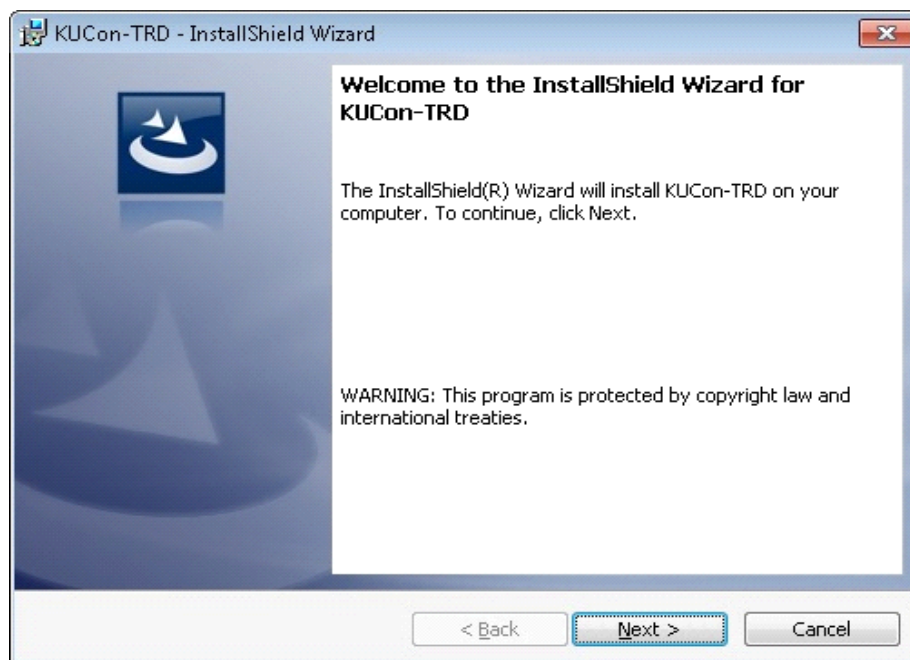 KUCon-TRD - InstallShield Wizard
Welcome to the InstallShield Wizard for
KUCon-TRD
The InstallShield(R) Wizard will install KUCon-TRD on your
computer. To continue, click Next.
WARNING: This program is protected by copyright law and
international treaties.
< Back Next > Cancel